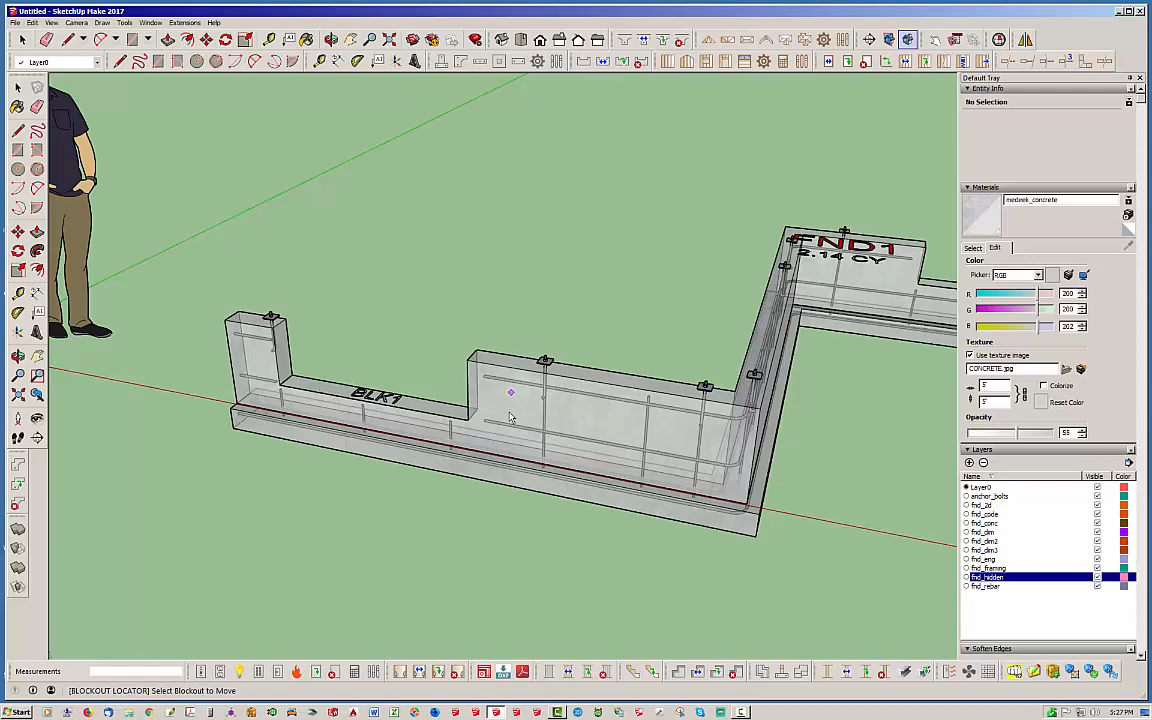 Untitled - SketchUp Make 2017
File Edit View Camera Draw Tools Window Extensions Help
Layer0
Default Tray
Entity Info
No Selection
Materials
medeek_concrete
Select Edit
Color
Picker: RGB
R 200
G 200
B 202
Texture
Use texture image
CONCRETE.jpg
5' Colorize
5' Reset Color
Opacity
55
Layers
Name Visible Color
Layer0
anchor_bolts
fnd_2d
fnd_code
fnd_conc
fnd_dim
fnd_dim2
fnd_dim3
fnd_eng
fnd_framing
fnd_hidden
fnd_rebar
Soften Edges
FND1
2.14 CY
BLK1
Measurements
[BLOCKOUT LOCATOR] Select Blockout to Move
Start
5:27 PM